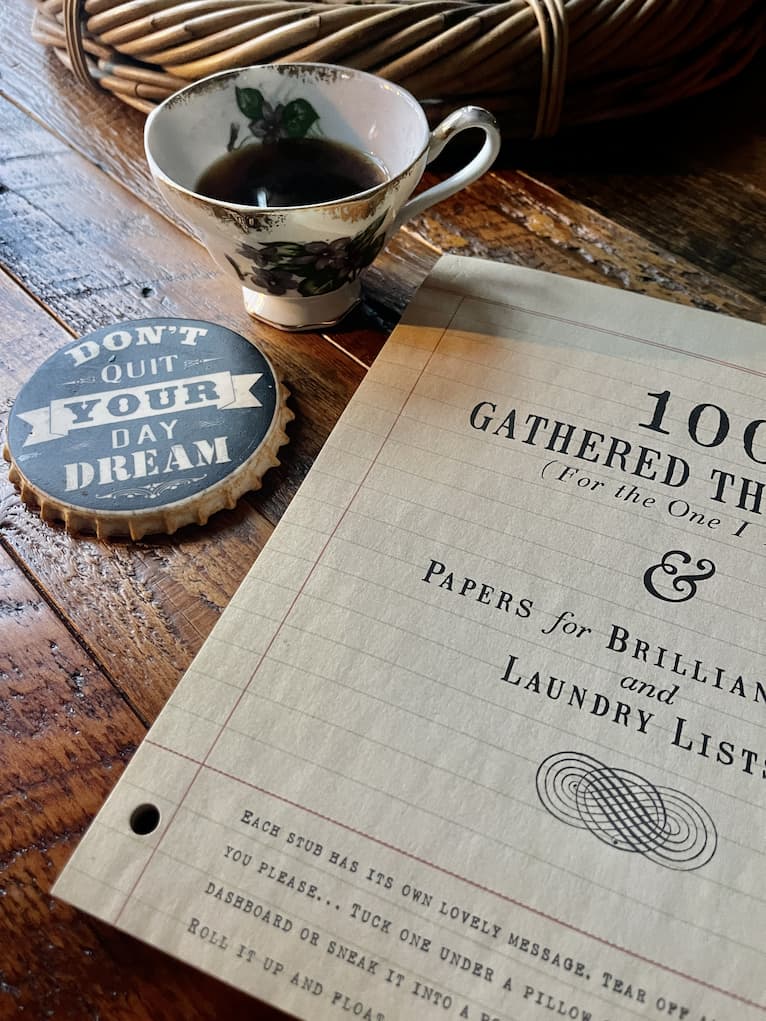 DON'T
QUIT
YOUR
DAY
DREAM
100
GATHERED TH
(For the One I
&
PAPERS for BRILLIAN
and
LAUNDRY LISTS
EACH STUB HAS ITS OWN LOVELY MESSAGE. TEAR OFF A
YOU PLEASE... TUCK ONE UNDER A PILLOW
DASHBOARD OR SNEAK IT INTO A
ROLL IT UP AND FLOAT